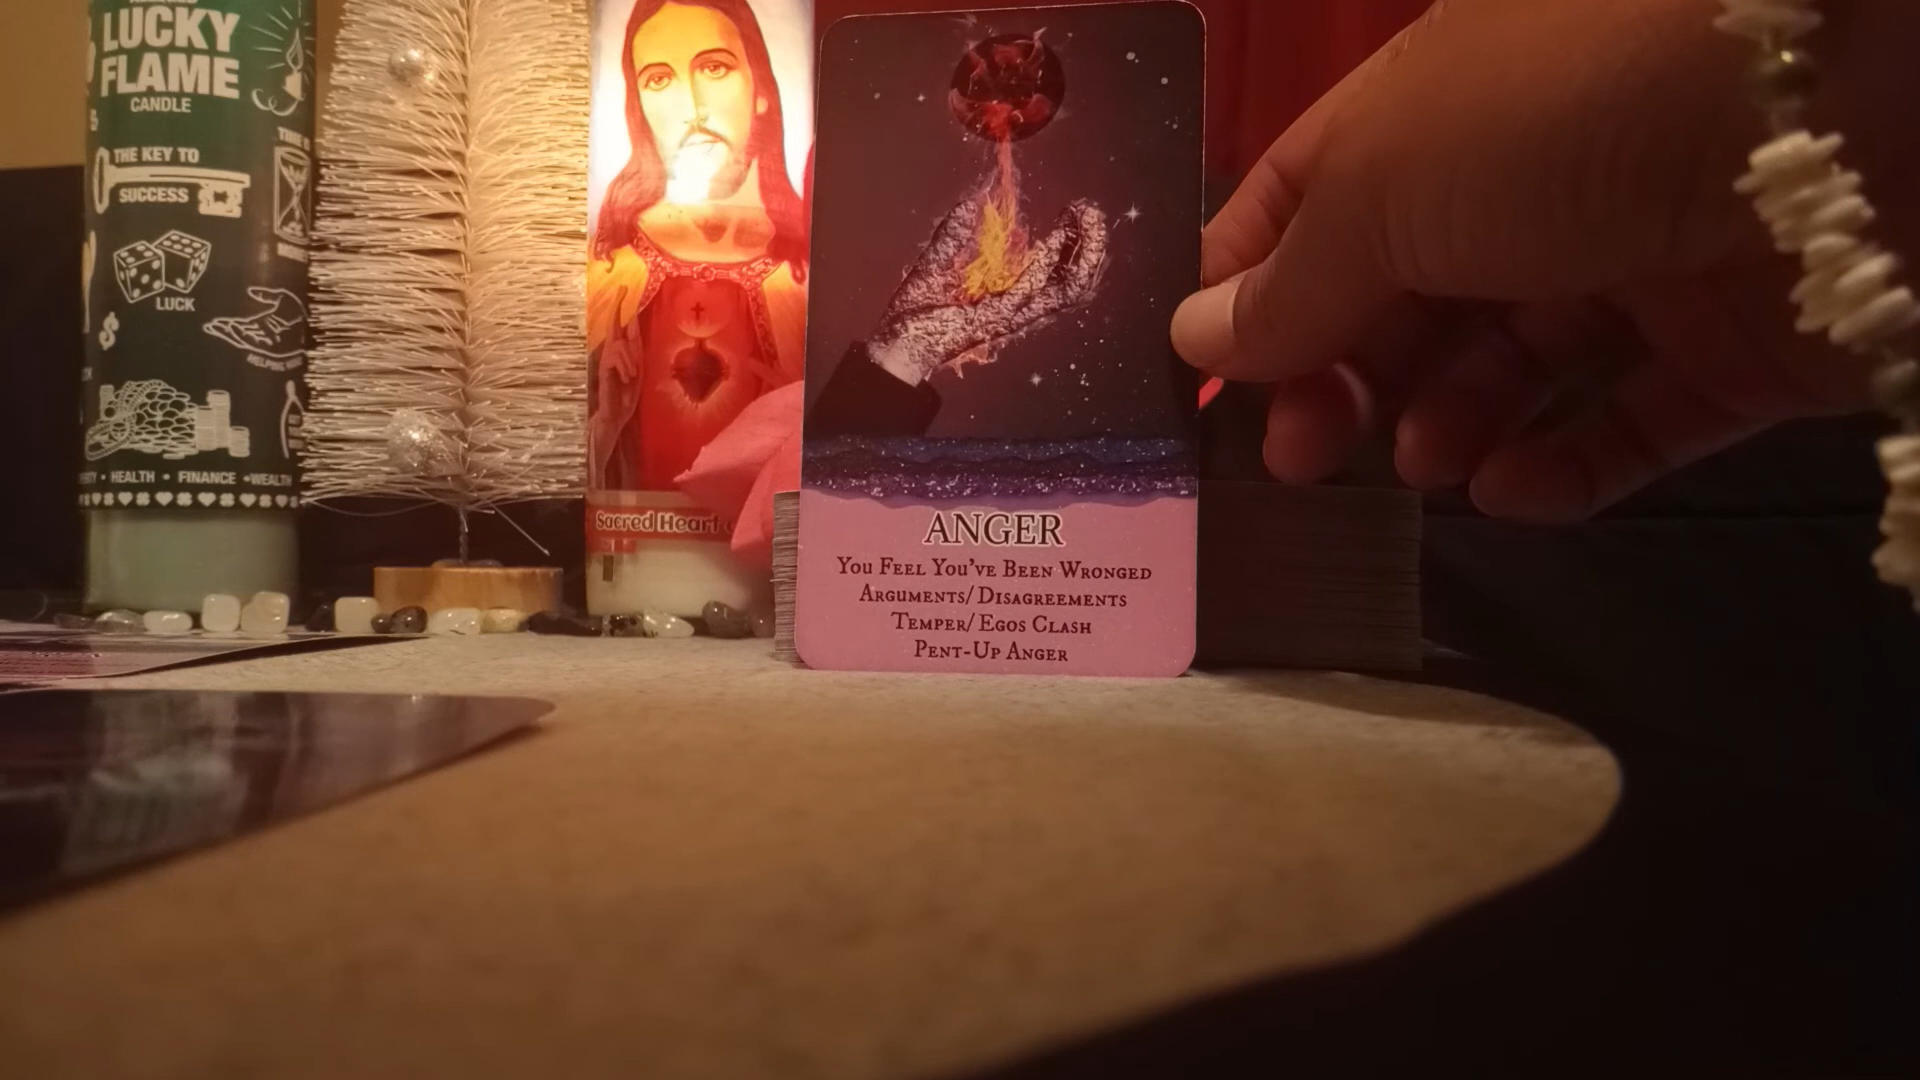 LUCKY
FLAME
CANDLE
THE KEY TO
SUCCESS
LUCK
$
HELPING
• HEALTH • FINANCE •WEALTH
Sacred Heart
ANGER
You Feel You've Been Wronged
Arguments/Disagreements
Temper/Egos Clash
Pent-Up Anger